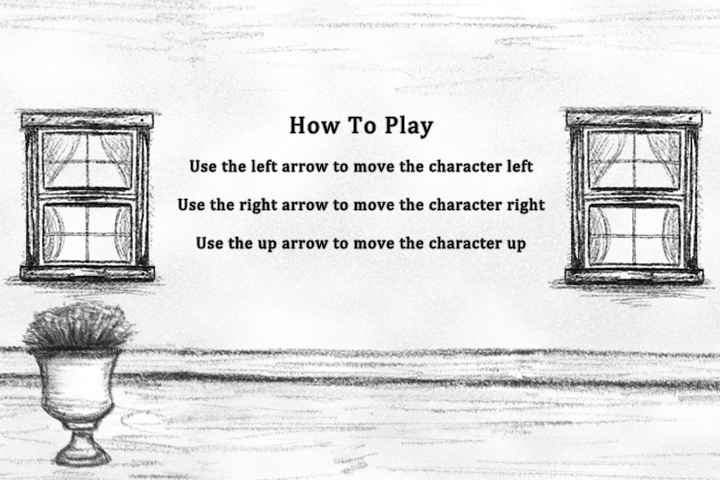 How To Play
Use the left arrow to move the character left
Use the right arrow to move the character right
Use the up arrow to move the character up